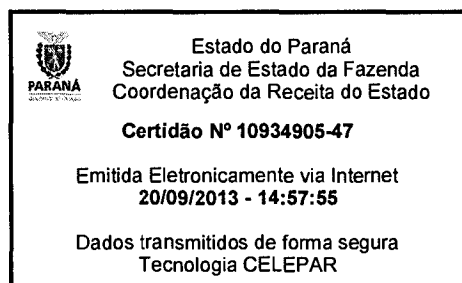 Estado do Paraná
Secretaria de Estado da Fazenda
PARANÁ
Coordenação da Receita do Estado
Certidão Nº 10934905-47
Emitida Eletronicamente via Internet
20/09/2013 - 14:57:55
Dados transmitidos de forma segura
Tecnologia CELEPAR